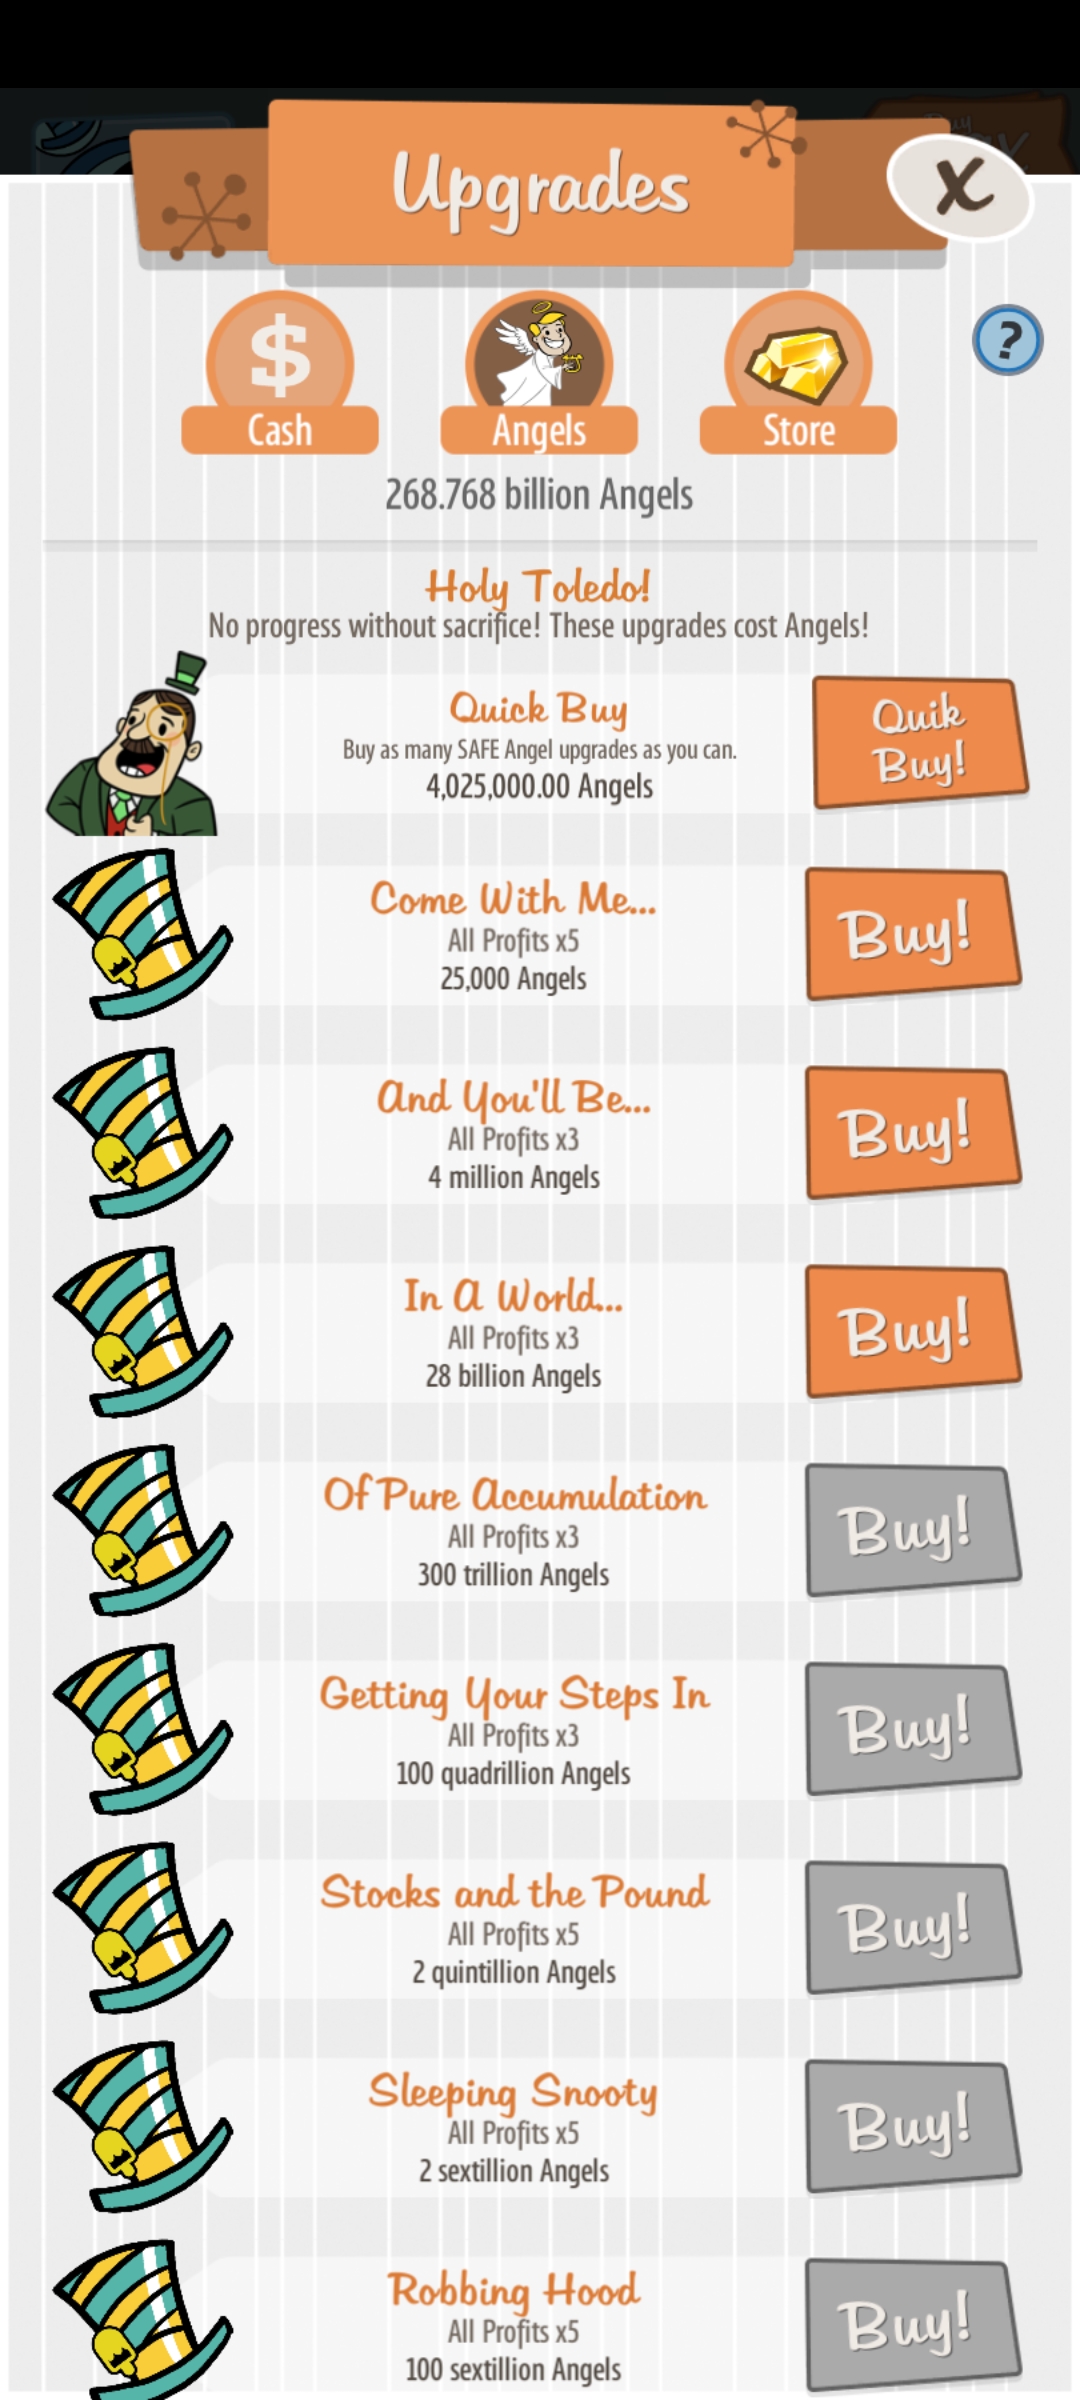 Upgrades
X
$
?
Cash
Angels
Store
268.768 billion Angels
Holy Toledo!
No progress without sacrifice! These upgrades cost Angels!
Quick Buy
Buy as many SAFE Angel upgrades as you can.
4,025,000.00 Angels
Quik
Buy!
Come With Me...
All Profits x5
25,000 Angels
Buy!
And You'll Be...
All Profits x3
4 million Angels
Buy!
In A World...
All Profits x3
28 billion Angels
Buy!
Of Pure Accumulation
All Profits x3
300 trillion Angels
Buy!
Getting Your Steps In
All Profits x3
100 quadrillion Angels
Buy!
Stocks and the Pound
All Profits x5
2 quintillion Angels
Buy!
Sleeping Snooty
All Profits x5
2 sextillion Angels
Buy!
Robbing Hood
All Profits x5
100 sextillion Angels
Buy!